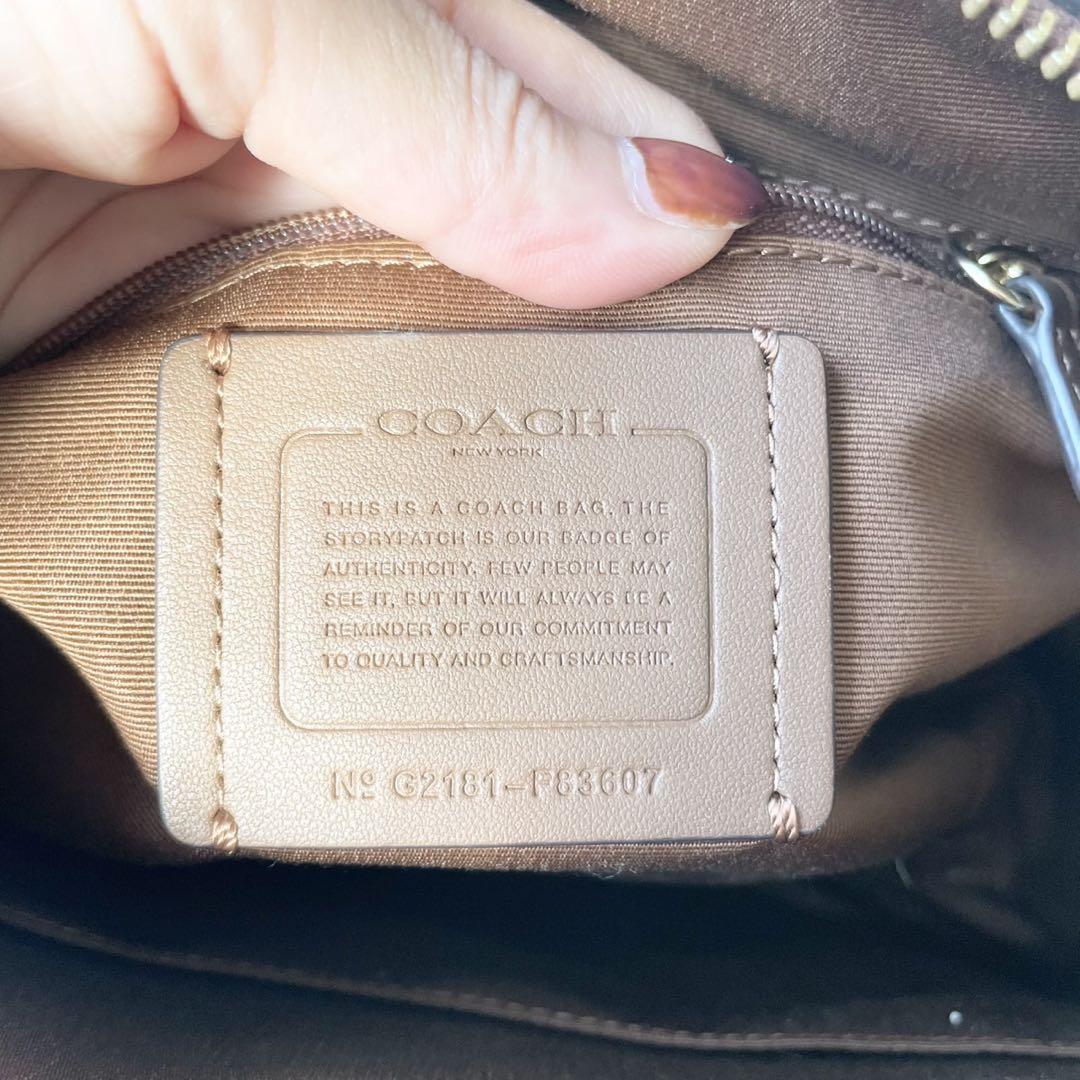 COACH
NEW YORK
THIS IS A COACH BAG. THE
STORYPATCH IS OUR BADGE OF
AUTHENTICITY. FEW PEOPLE MAY
SEE IT, BUT IT WILL ALWAYS BE A
REMINDER OF OUR COMMITMENT
TO QUALITY AND CRAFTSMANSHIP.
Nº G2181-F83607